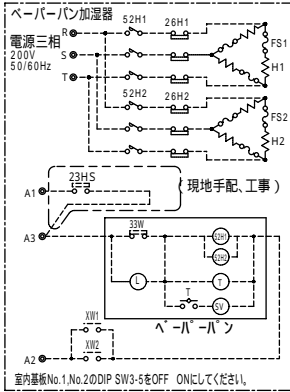 ペーパーパン加湿器
電源三相
200V
50/60Hz
R
S
T
52H1
26H1
FS1
H1
52H2
26H2
FS2
H2
23HS
A1
現地手配、工事)
A3
33W
52H1
52H2
L
T
T
SV
ベーパーパン
XW1
XW2
A2
室内基板No.1,No.2のDIP SW3-5をOFF ONにしてください。